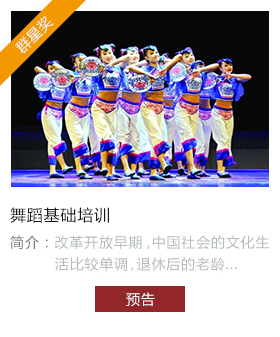 群星奖
舞蹈基础培训
简介：改革开放早期,中国社会的文化生
活比较单调,退休后的老龄...
预告